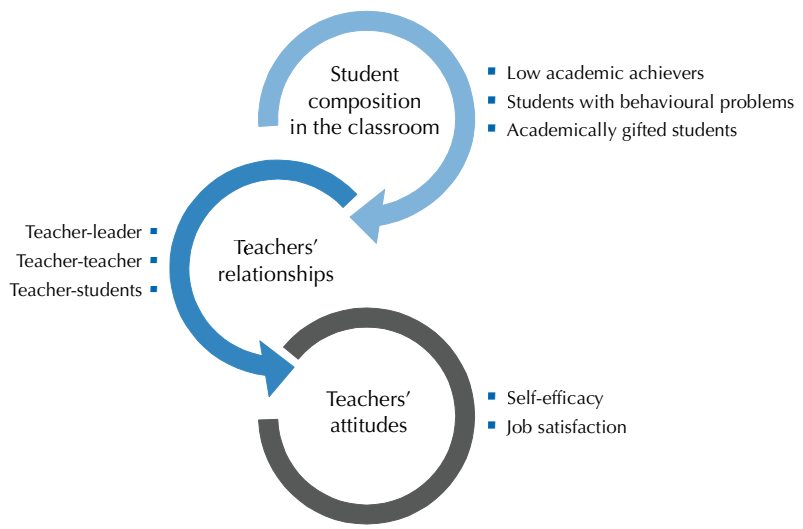 Student
composition
in the classroom
▪ Low academic achievers
▪ Students with behavioural problems
▪ Academically gifted students
Teacher-leader ▪
Teacher-teacher ▪
Teacher-students ▪
Teachers’
relationships
Teachers’
attitudes
▪ Self-efficacy
▪ Job satisfaction